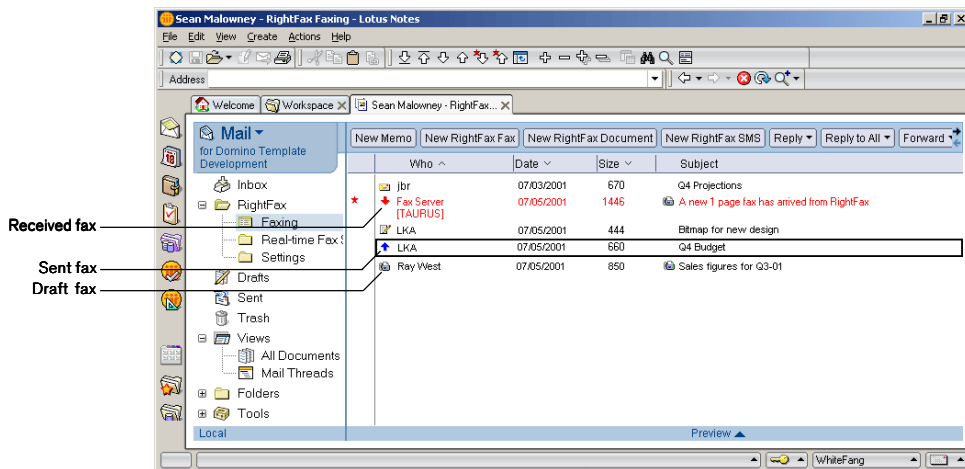 Sean Malowney - RightFax Faxing - Lotus Notes
File Edit View Create Actions Help
Address
Welcome Workspace Sean Malowney - RightFax...
Mail
for Domino Template
Development
New Memo New RightFax Fax New RightFax Document New RightFax SMS Reply Reply to All Forward
Who Date Size Subject
Inbox
RightFax
Faxing
Real-time Fax
Settings
Drafts
Sent
Trash
Views
All Documents
Mail Threads
Folders
Tools
Local
jbr 07/03/2001 670 Q4 Projections
Fax Server 07/05/2001 1446 A new 1 page fax has arrived from RightFax
[TAURUS]
LKA 07/05/2001 444 Bitmap for new design
LKA 07/05/2001 660 Q4 Budget
Ray West 07/05/2001 850 Sales figures for Q3-01
Received fax
Sent fax
Draft fax
Preview
WhiteFang